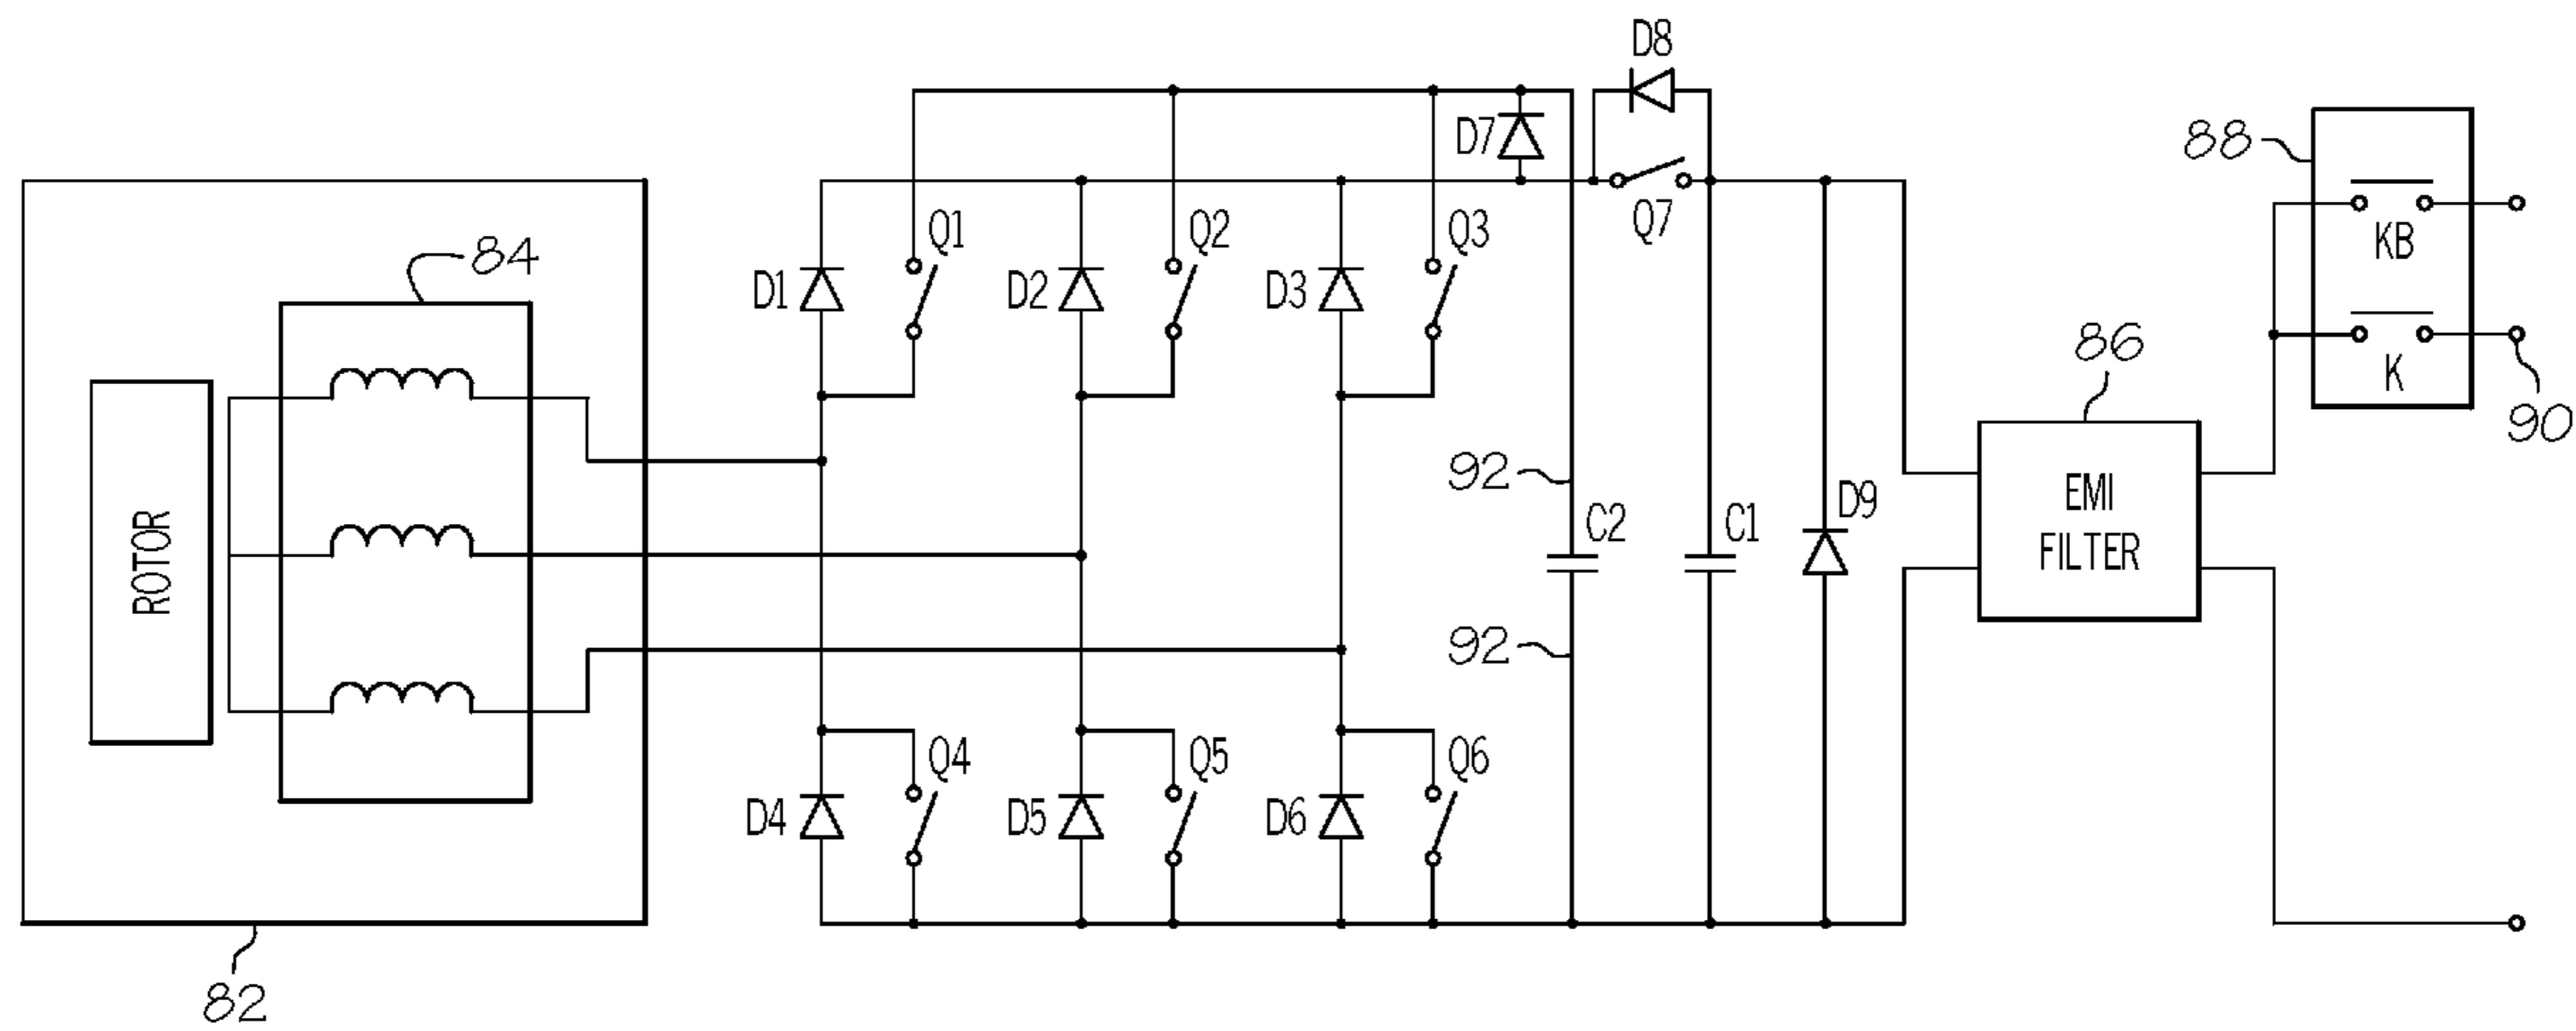 D8
D7
88
Q1
Q2
Q3
Q7
KB
84
D1
D2
D3
86
K
90
92
D9
EMI
FILTER
C2
C1
ROTOR
92
Q4
Q5
Q6
D4
D5
D6
82